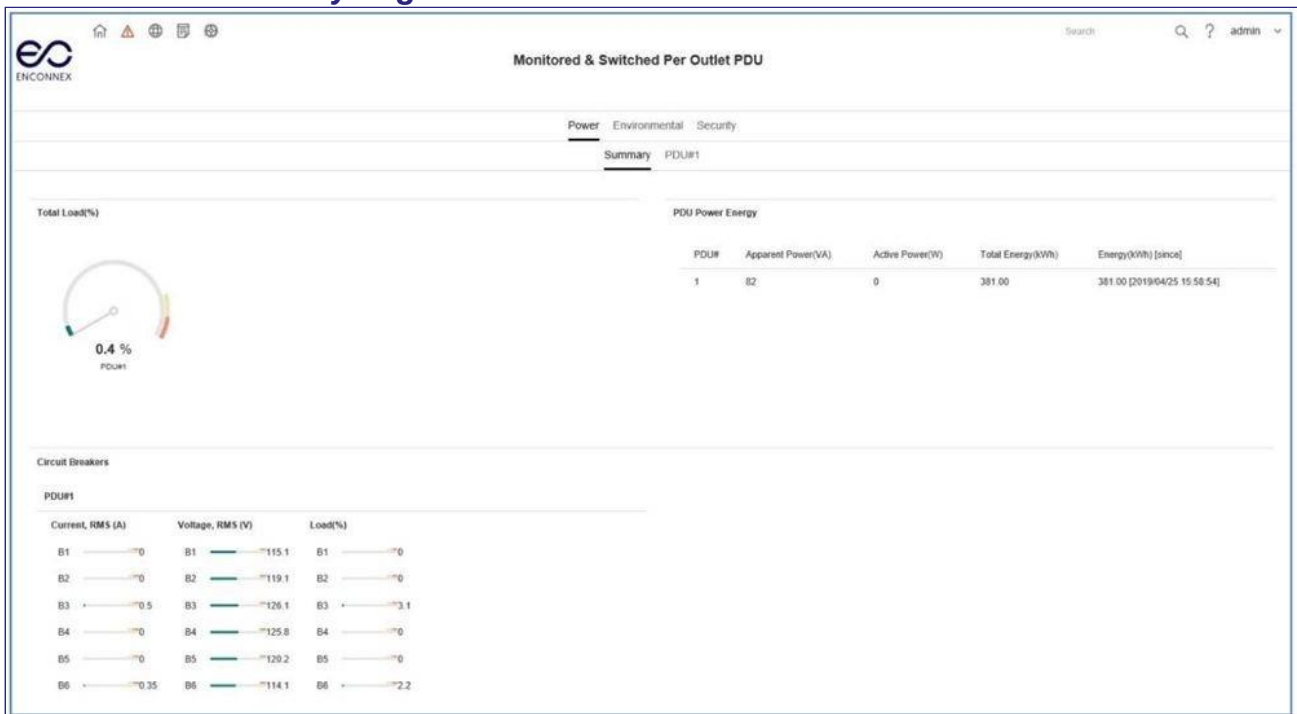 Search ? admin
ENCONNEX
Monitored & Switched Per Outlet PDU
Power Environmental Security
Summary PDU#1
Total Load(%)
0.4 %
PDU#1
PDU Power Energy
PDU# Apparent Power(VA) Active Power(W) Total Energy(kWh) Energy(kWh) [since]
1 82 0 381.00 381.00 [2019/04/25 15:58:54]
Circuit Breakers
PDU#1
Current, RMS (A) Voltage, RMS (V) Load(%)
B1 0 B1 115.1 B1 0
B2 0 B2 119.1 B2 0
B3 0.5 B3 126.1 B3 3.1
B4 0 B4 125.8 B4 0
B5 0 B5 120.2 B5 0
B6 0.35 B6 114.1 B6 2.2